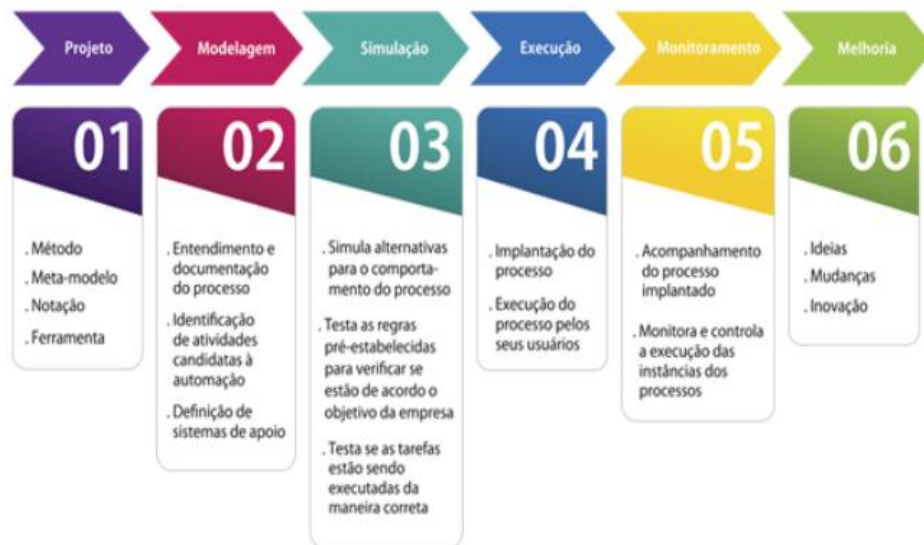 Projeto
Modelagem
Simulação
Execução
Monitoramento
Melhoria
01
. Método
. Meta-modelo
. Notação
. Ferramenta
02
. Entendimento e
documentação
do processo
. Identificação
de atividades
candidatas à
automação
. Definição de
sistemas de apoio
03
. Simula alternativas
para o comporta-
mento do processo
. Testa as regras
pré-estabelecidas
para verificar se
estão de acordo o
objetivo da empresa
. Testa se as tarefas
estão sendo
executadas da
maneira correta
04
. Implantação do
processo
. Execução do
processo pelos
seus usuários
05
. Acompanhamento
do processo
implantado
. Monitora e controla
a execução das
instâncias dos
processos
06
. Ideias
. Mudanças
. Inovação